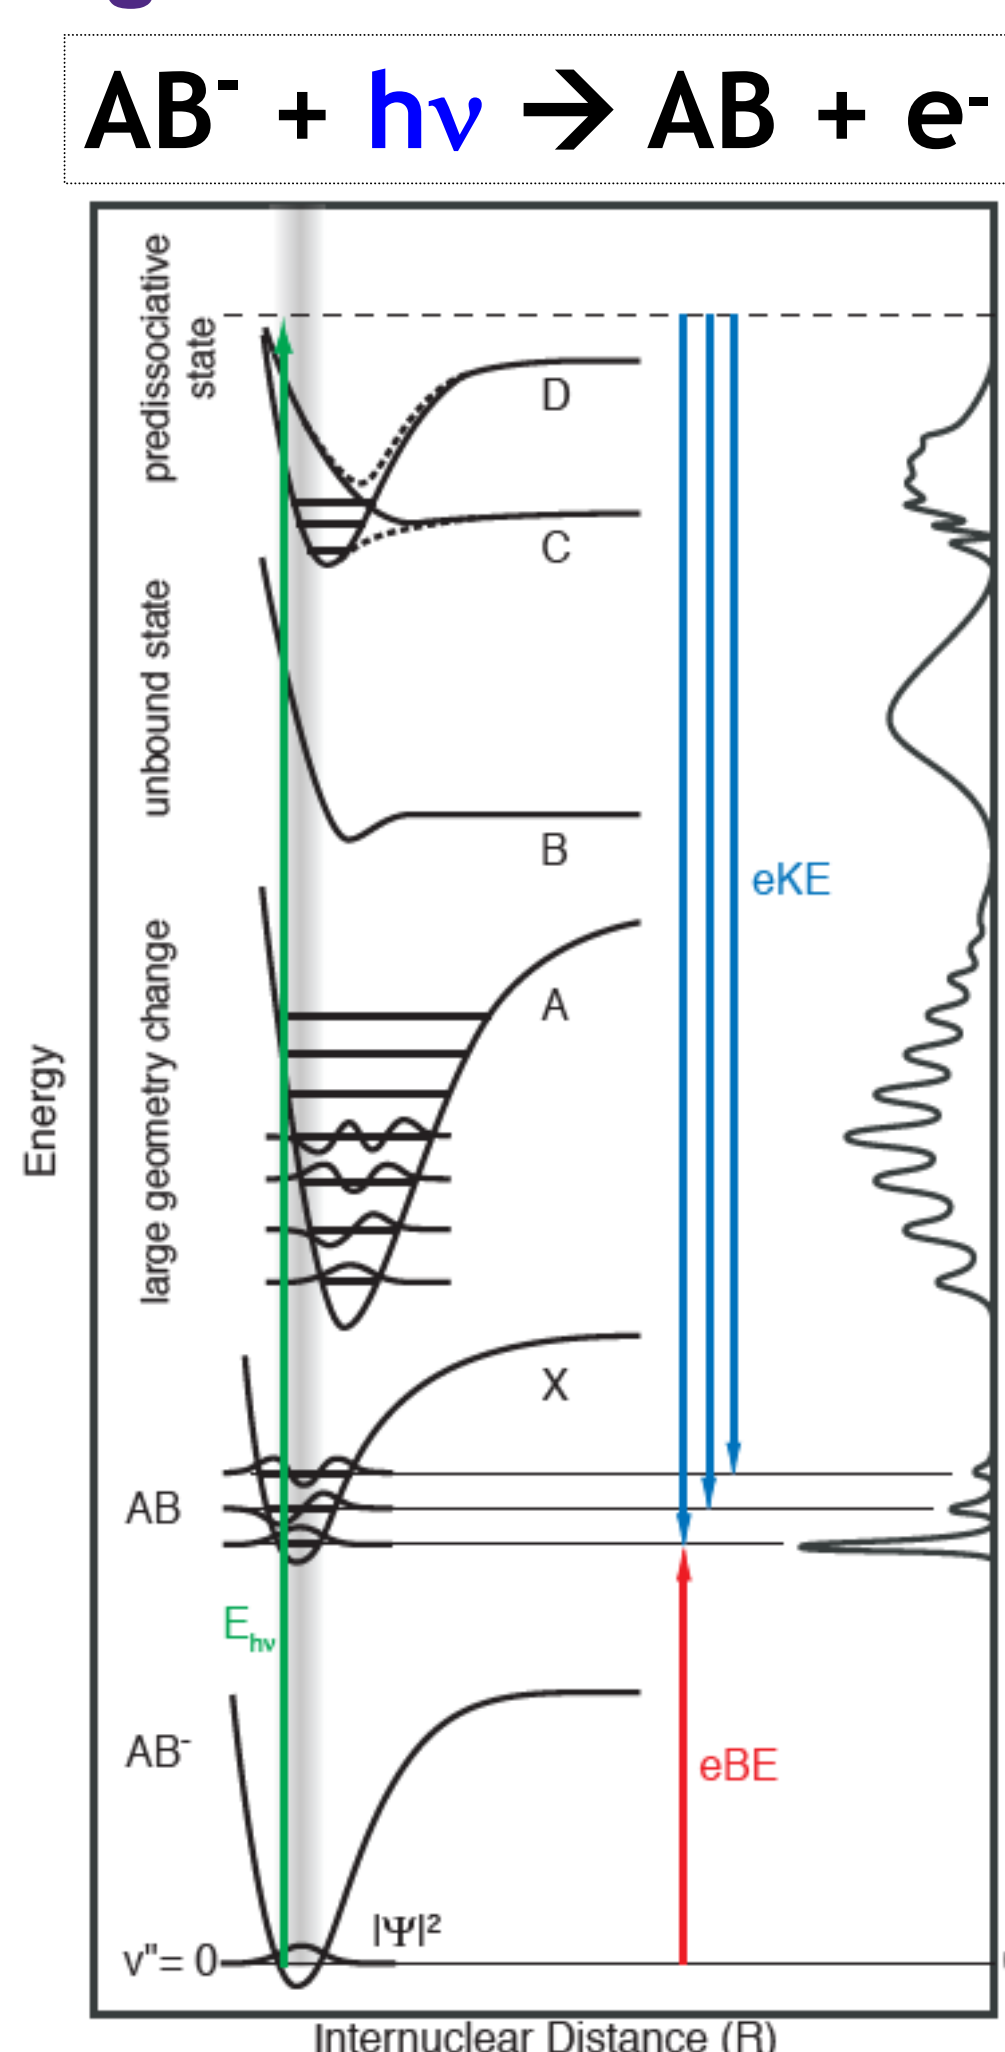 AB⁻ + hν → AB + e⁻
predissociative
state
D
C
unbound state
B
eKE
large geometry change
A
Energy
X
AB
Ehν
AB⁻
eBE
|Ψ|²
v"= 0
Internuclear Distance (R)